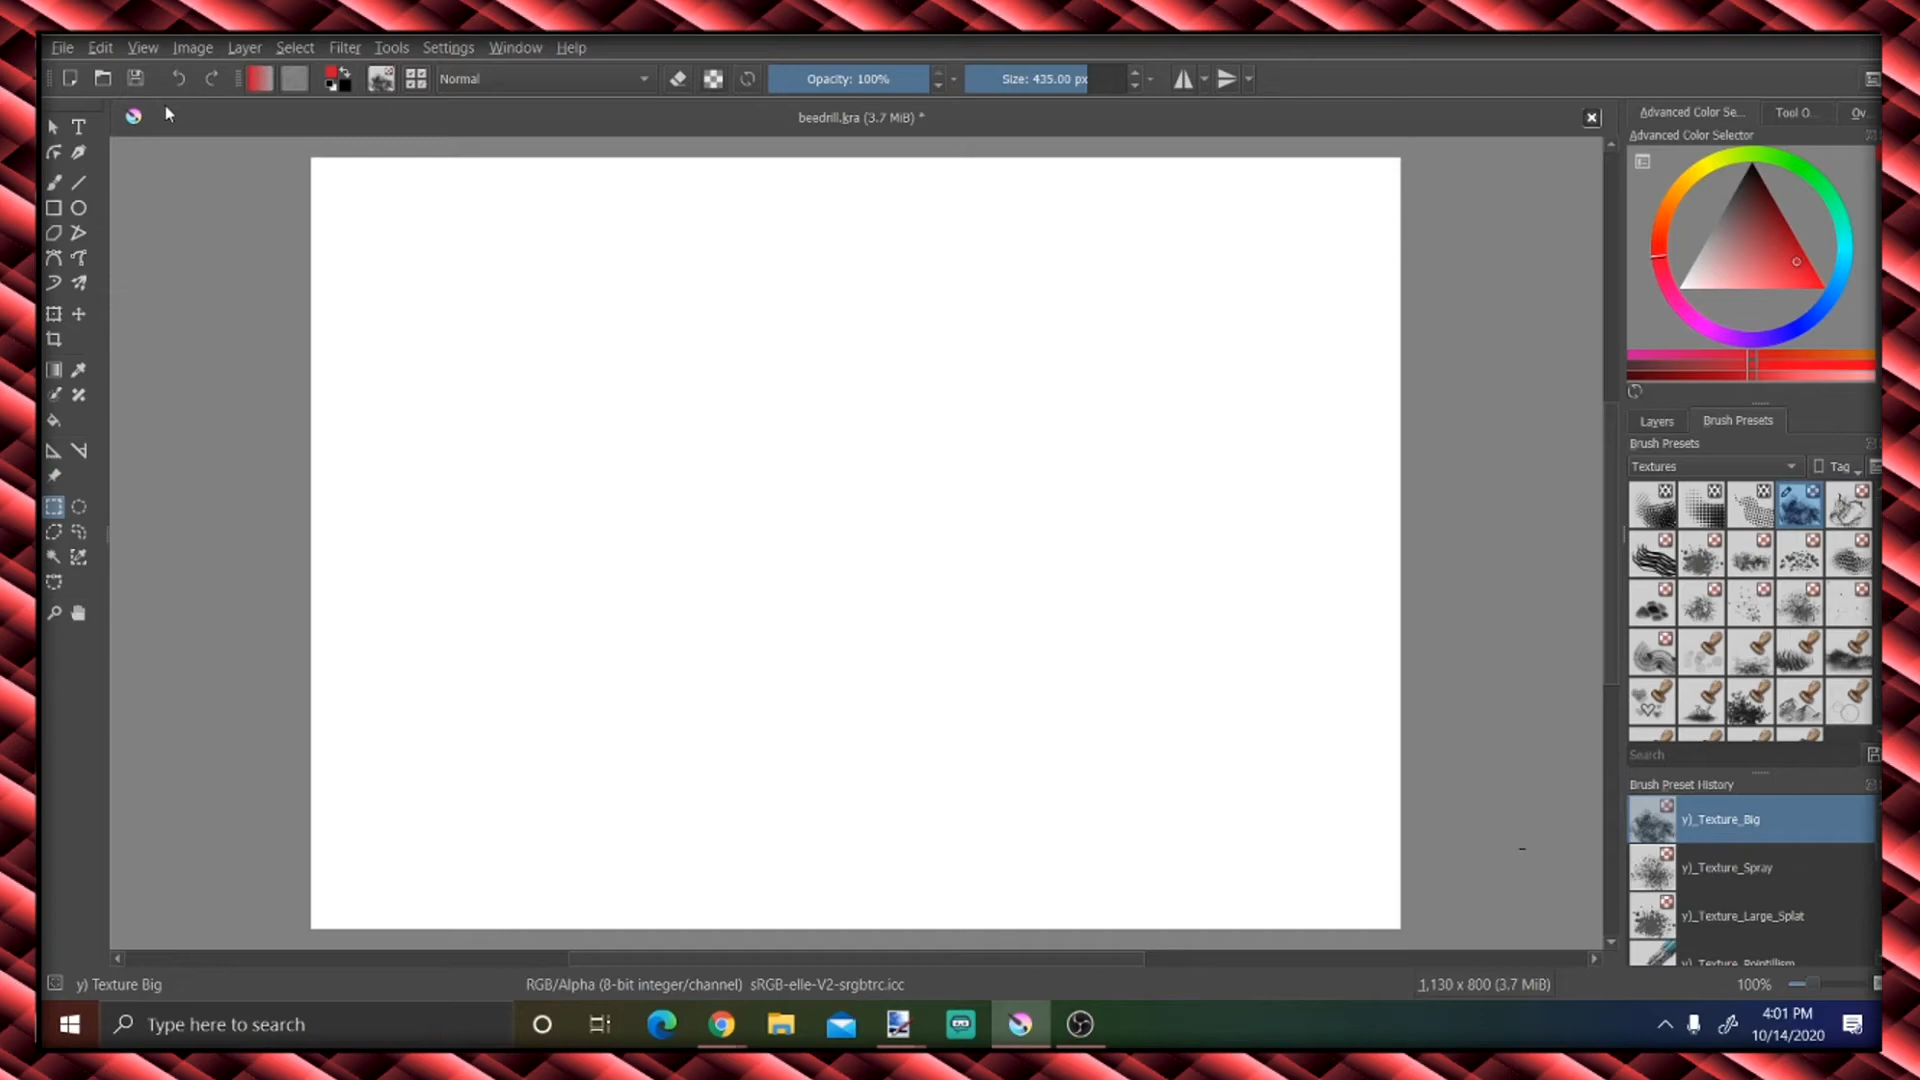 File Edit View Image Layer Select Filter Tools Settings Window Help
Normal Opacity: 100% Size: 435.00 px
beedrill.kra (3.7 MiB) *
Advanced Color Se... Tool O... Ov...
Advanced Color Selector
Layers Brush Presets
Brush Presets
Textures Tag
Search
Brush Preset History
y)_Texture_Big
y)_Texture_Spray
y)_Texture_Large_Splat
y)_Texture_Pointillism
y) Texture Big RGB/Alpha (8-bit integer/channel) sRGB-elle-V2-srgbtrc.icc 1,130 x 800 (3.7 MiB) 100%
Type here to search 4:01 PM
10/14/2020